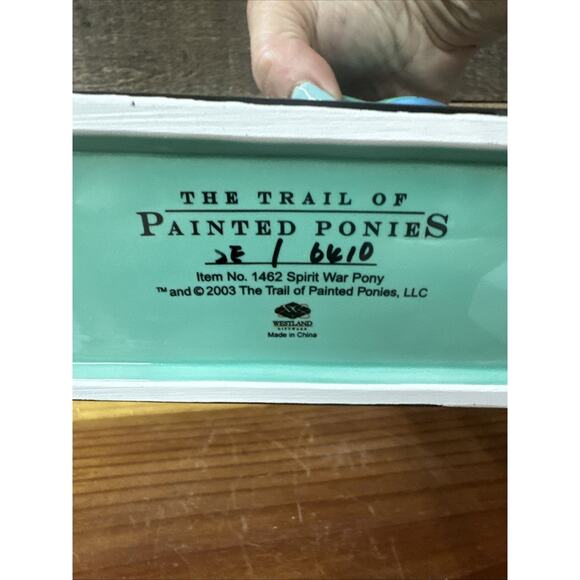 THE TRAIL OF
PAINTED PONIES
2E / 6410
Item No. 1462 Spirit War Pony
™ and © 2003 The Trail of Painted Ponies, LLC
WESTLAND
GIFTWARE
Made in China